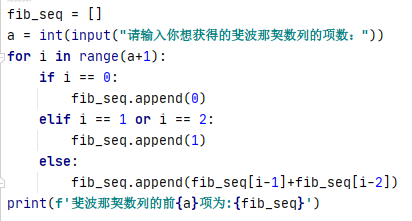 fib_seq = []
a = int(input("请输入你想获得的斐波那契数列的项数："))
for i in range(a+1):
    if i == 0:
        fib_seq.append(0)
    elif i == 1 or i == 2:
        fib_seq.append(1)
    else:
        fib_seq.append(fib_seq[i-1]+fib_seq[i-2])
print(f'斐波那契数列的前{a}项为:{fib_seq}')